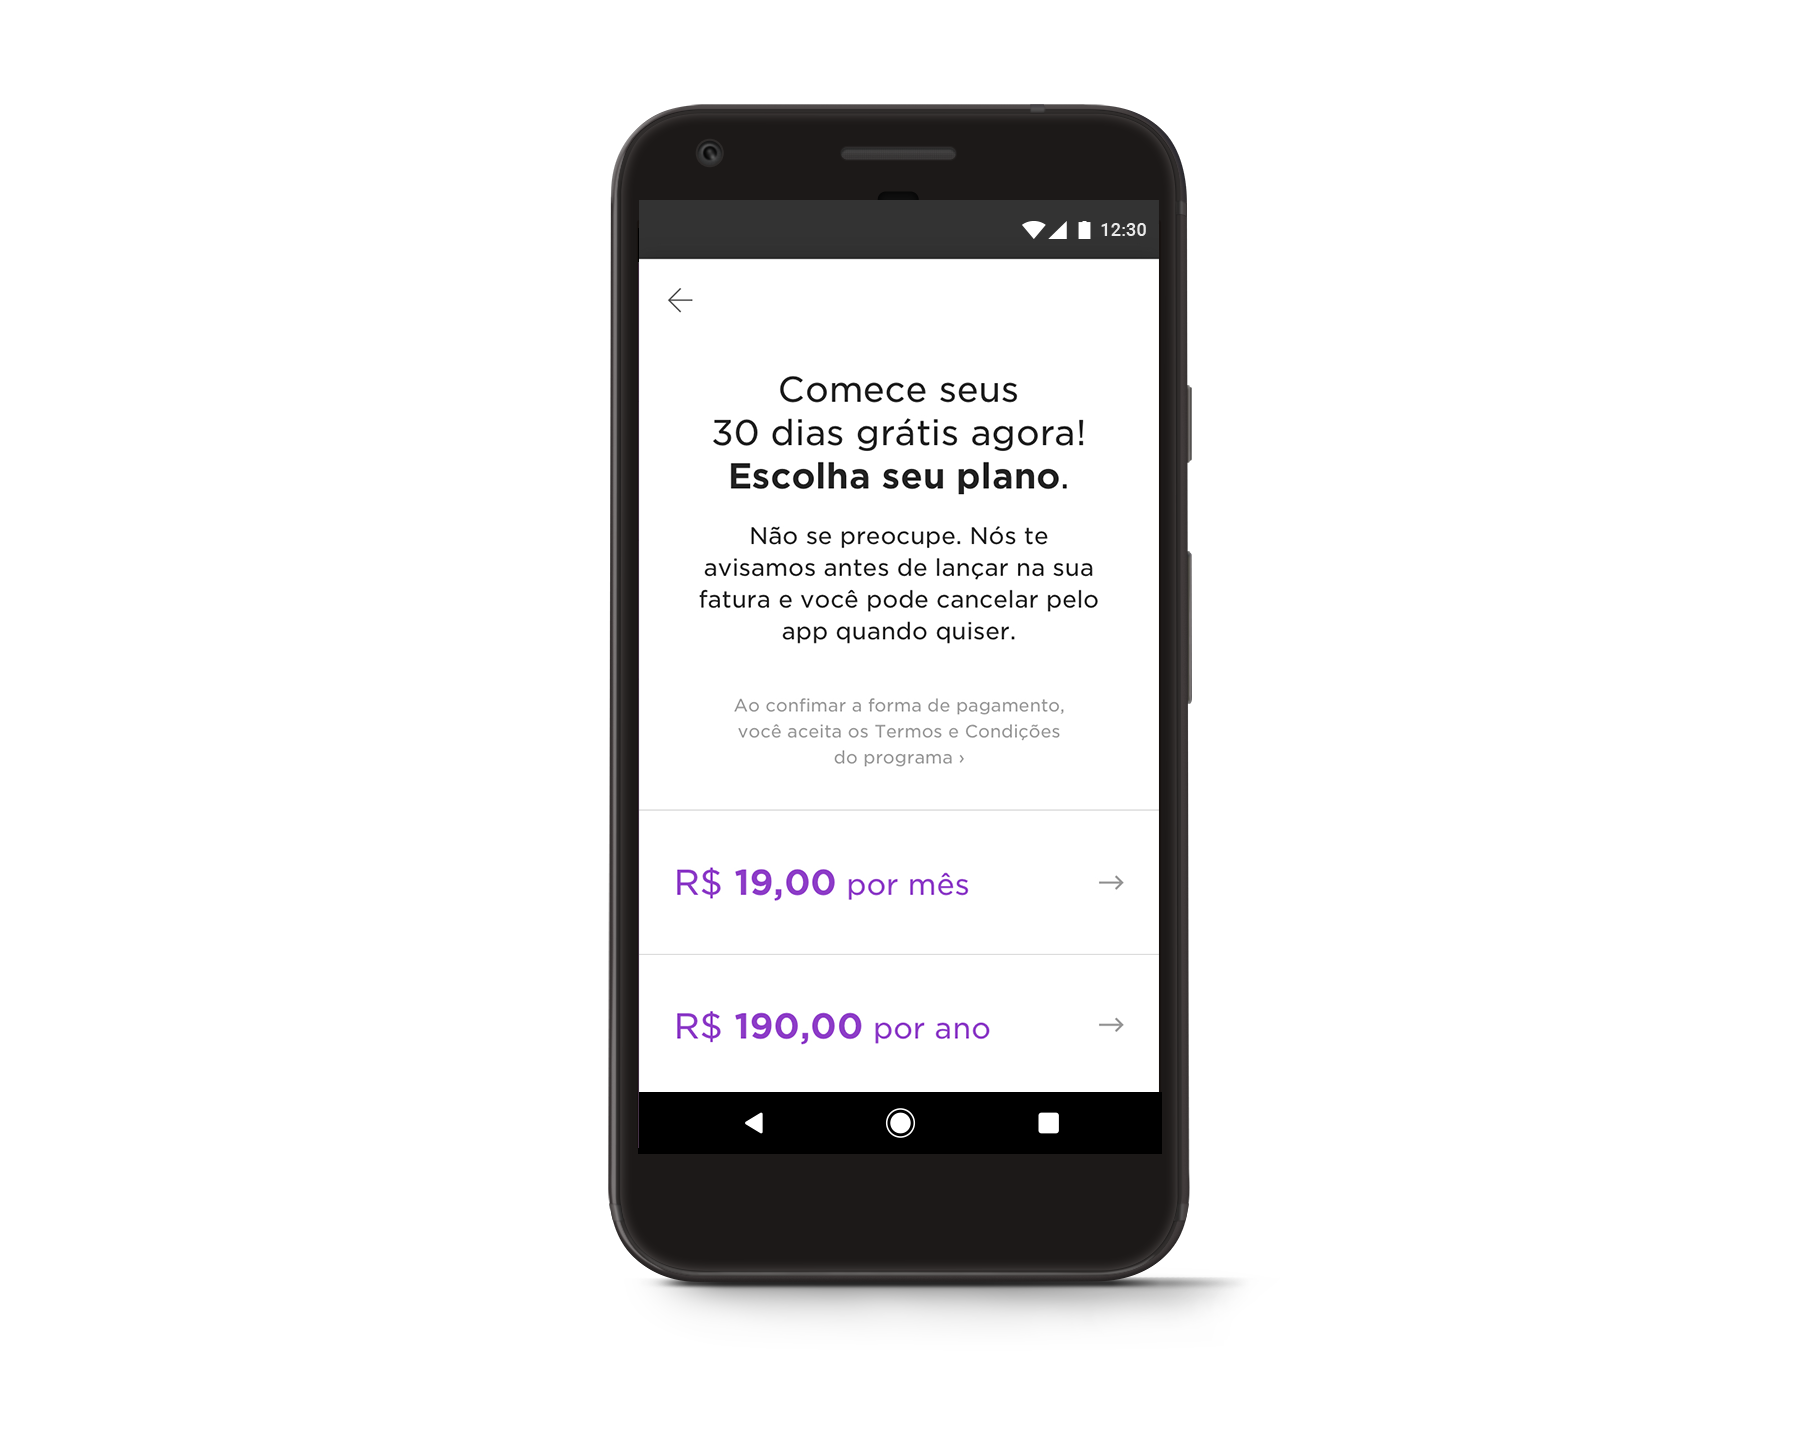 12:30
Comece seus
30 dias grátis agora!
Escolha seu plano.
Não se preocupe. Nós te
avisamos antes de lançar na sua
fatura e você pode cancelar pelo
app quando quiser.
Ao confimar a forma de pagamento,
você aceita os Termos e Condições
do programa ›
R$ 19,00 por mês
R$ 190,00 por ano